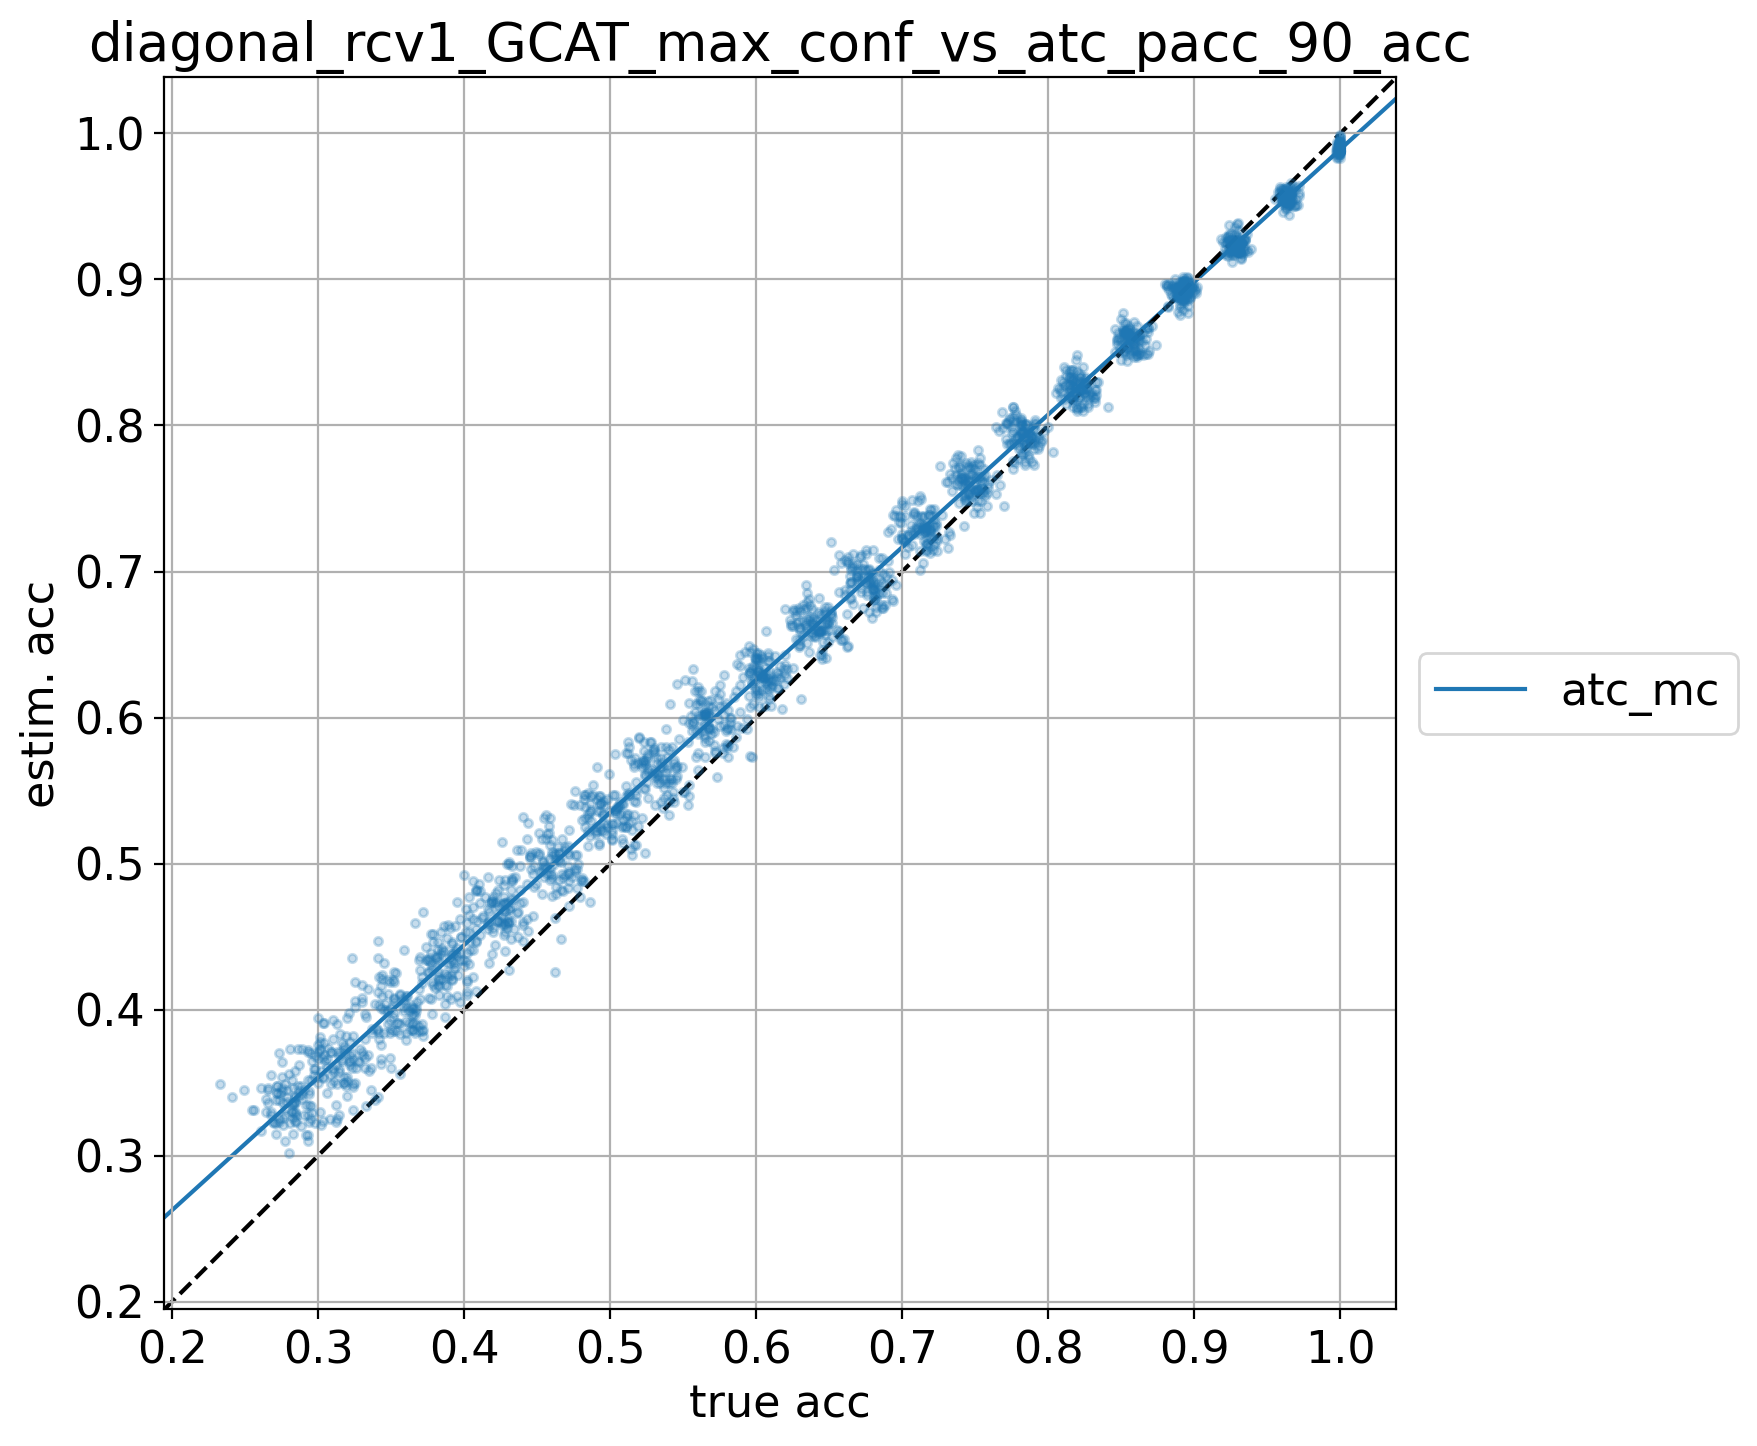 diagonal_rcv1_GCAT_max_conf_vs_atc_pacc_90_acc
1.0
0.9
0.8
0.7
0.6
0.5
0.4
0.3
0.2
estim. acc
atc_mc
0.2 0.3 0.4 0.5 0.6 0.7 0.8 0.9 1.0
true acc